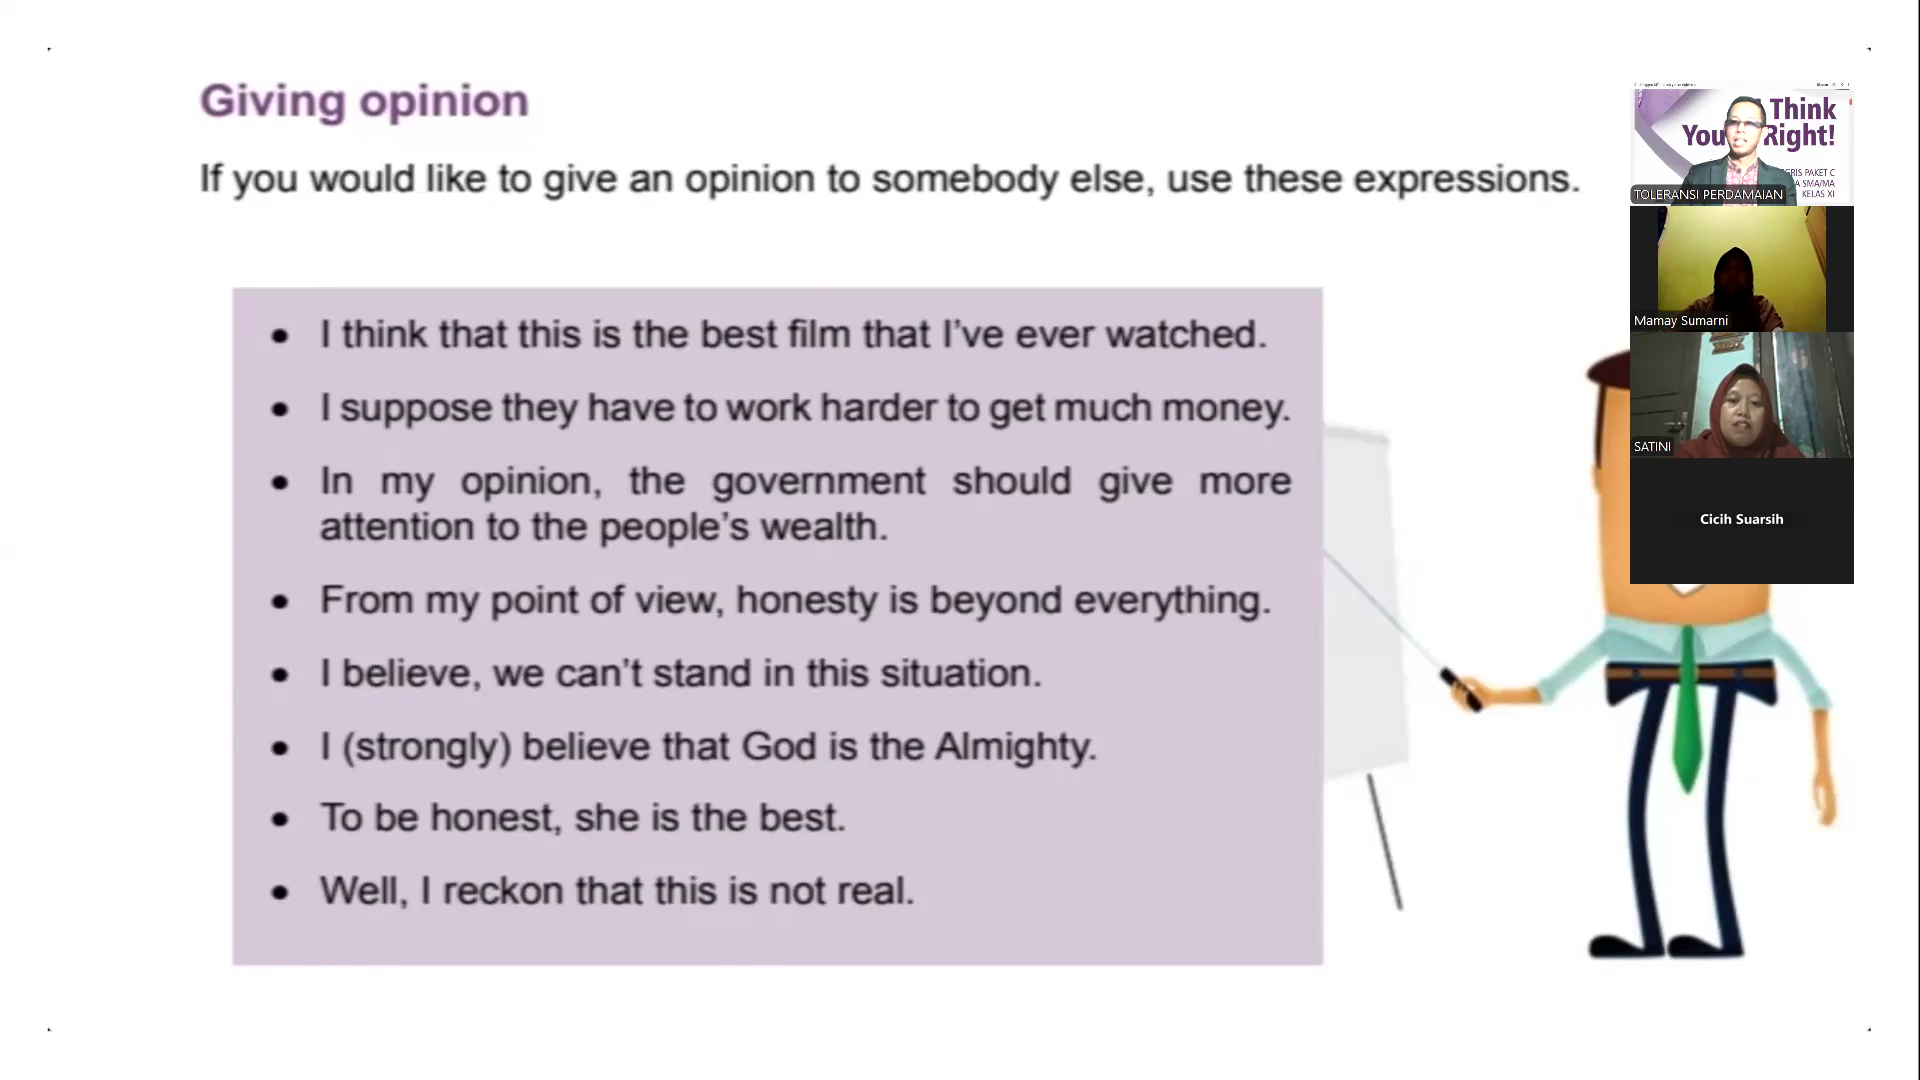 Giving opinion
If you would like to give an opinion to somebody else, use these expressions.
• I think that this is the best film that I've ever watched.
• I suppose they have to work harder to get much money.
• In my opinion, the government should give more
attention to the people's wealth.
• From my point of view, honesty is beyond everything.
• I believe, we can't stand in this situation.
• I (strongly) believe that God is the Almighty.
• To be honest, she is the best.
• Well, I reckon that this is not real.
Think
You Right!
GRIS PAKET C
A SMA/MA
KELAS XI
TOLERANSI PERDAMAIAN
Mamay Sumarni
SATINI
Cicih Suarsih